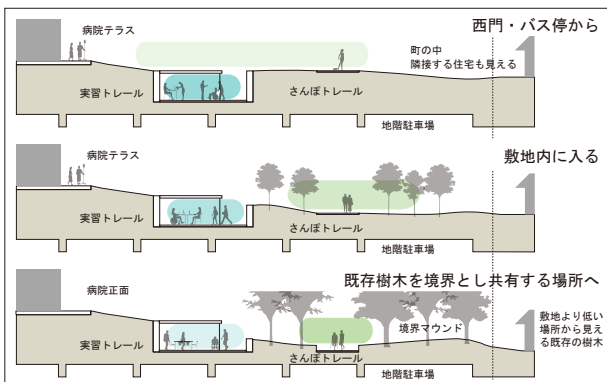 西門・バス停から
病院テラス
町の中
隣接する住宅も見える
実習トレール
さんぽトレール
地階駐車場
敷地内に入る
病院テラス
実習トレール
さんぽトレール
地階駐車場
既存樹木を境界とし共有する場所へ
病院正面
境界マウンド
敷地より低い
場所から見え
る既存の樹木
実習トレール
さんぽトレール
地階駐車場